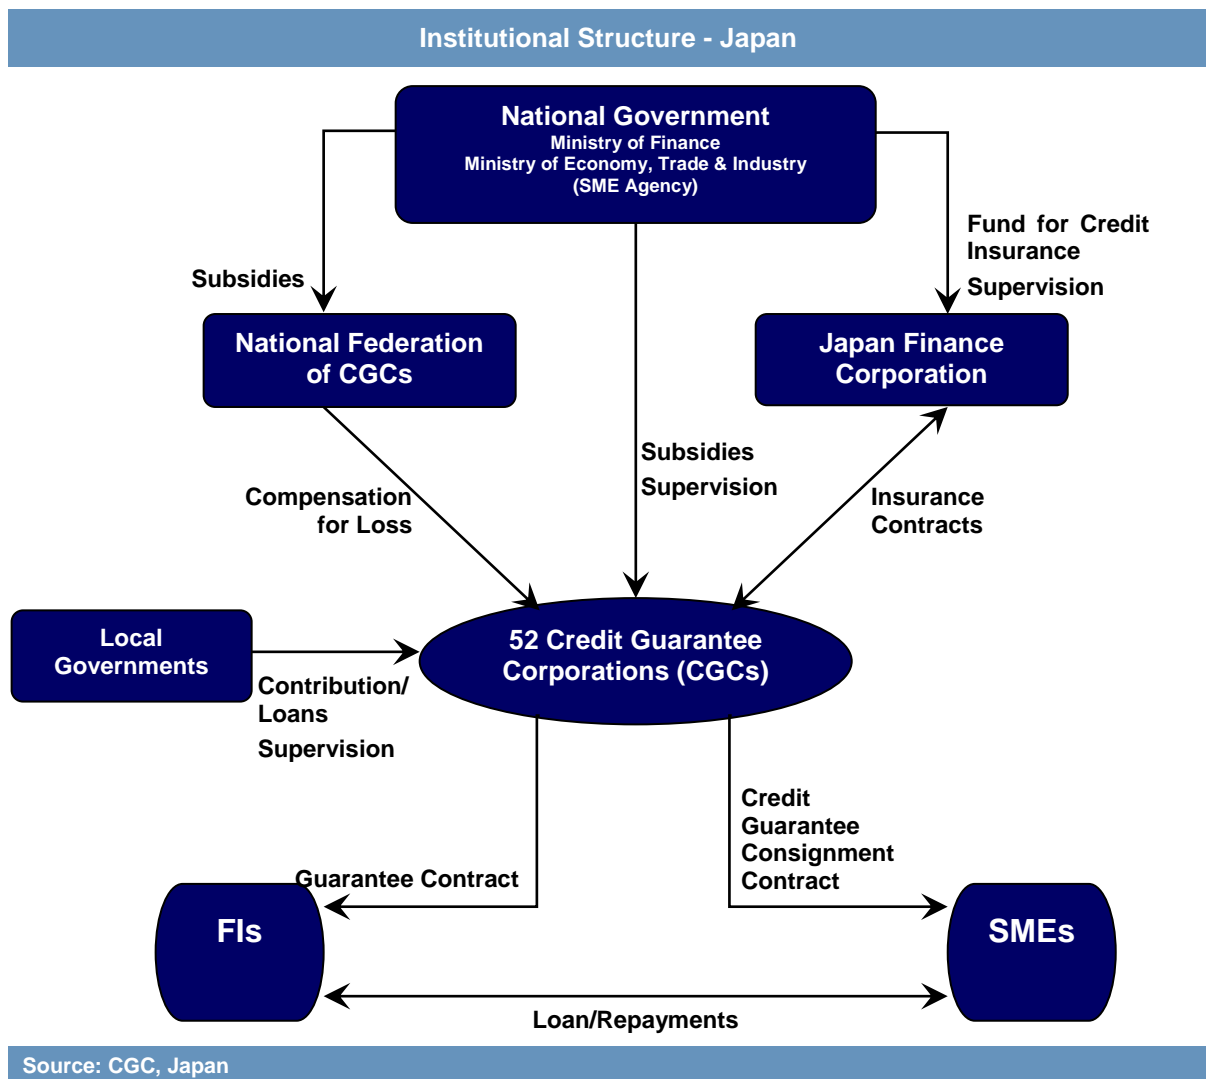 Institutional Structure - Japan
National Government
Ministry of Finance
Ministry of Economy, Trade & Industry
(SME Agency)
Fund for Credit
Insurance
Supervision
Subsidies
National Federation
of CGCs
Japan Finance
Corporation
Subsidies
Supervision
Compensation
for Loss
Insurance
Contracts
Local
Governments
52 Credit Guarantee
Corporations (CGCs)
Contribution/
Loans
Supervision
Credit
Guarantee
Consignment
Contract
Guarantee Contract
FIs
SMEs
Loan/Repayments
Source: CGC, Japan